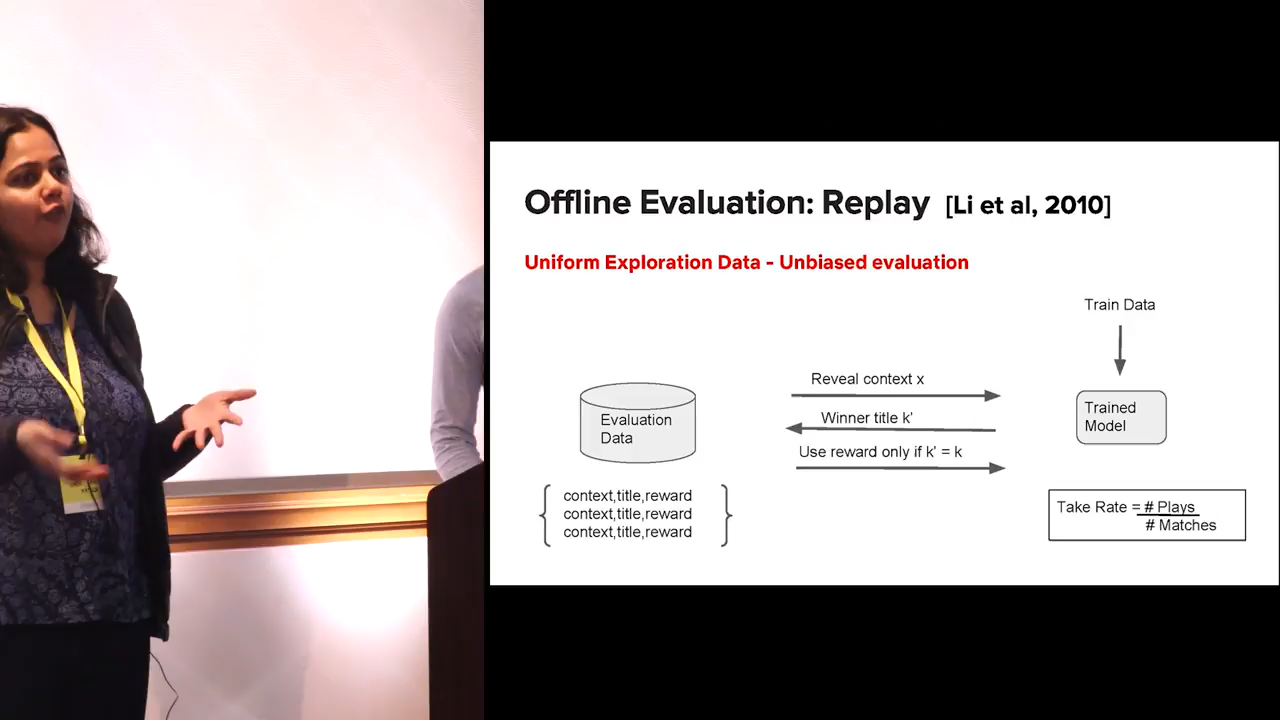 Offline Evaluation: Replay [Li et al, 2010]
Uniform Exploration Data - Unbiased evaluation
Train Data
Reveal context x
Evaluation
Data
Winner title k'
Trained
Model
Use reward only if k' = k
context,title,reward
context,title,reward
context,title,reward
Take Rate = # Plays
# Matches